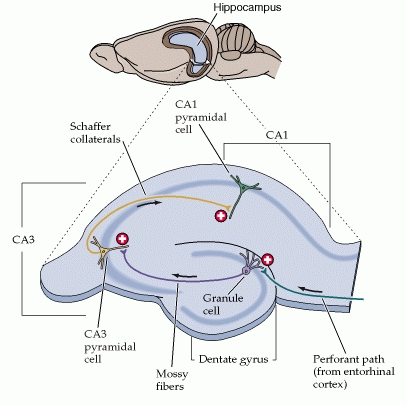 Hippocampus
CA1
pyramidal
cell
Schaffer
collaterals
CA1
CA3
Granule
cell
CA3
pyramidal
cell
Dentate gyrus
Mossy
fibers
Perforant path
(from entorhinal
cortex)